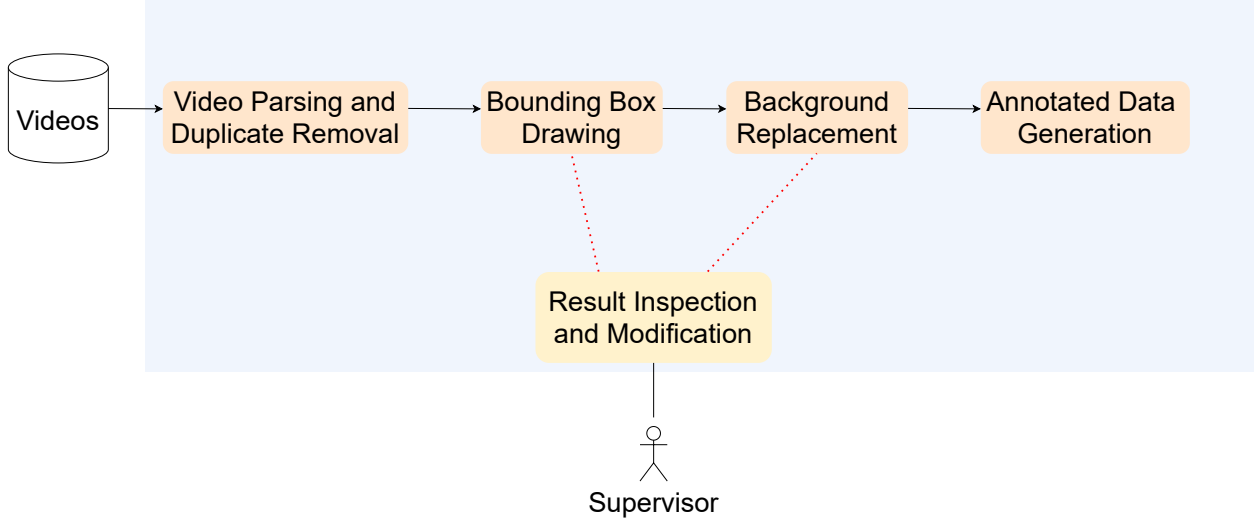 Videos
Video Parsing and
Duplicate Removal
Bounding Box
Drawing
Background
Replacement
Annotated Data
Generation
Result Inspection
and Modification
Supervisor